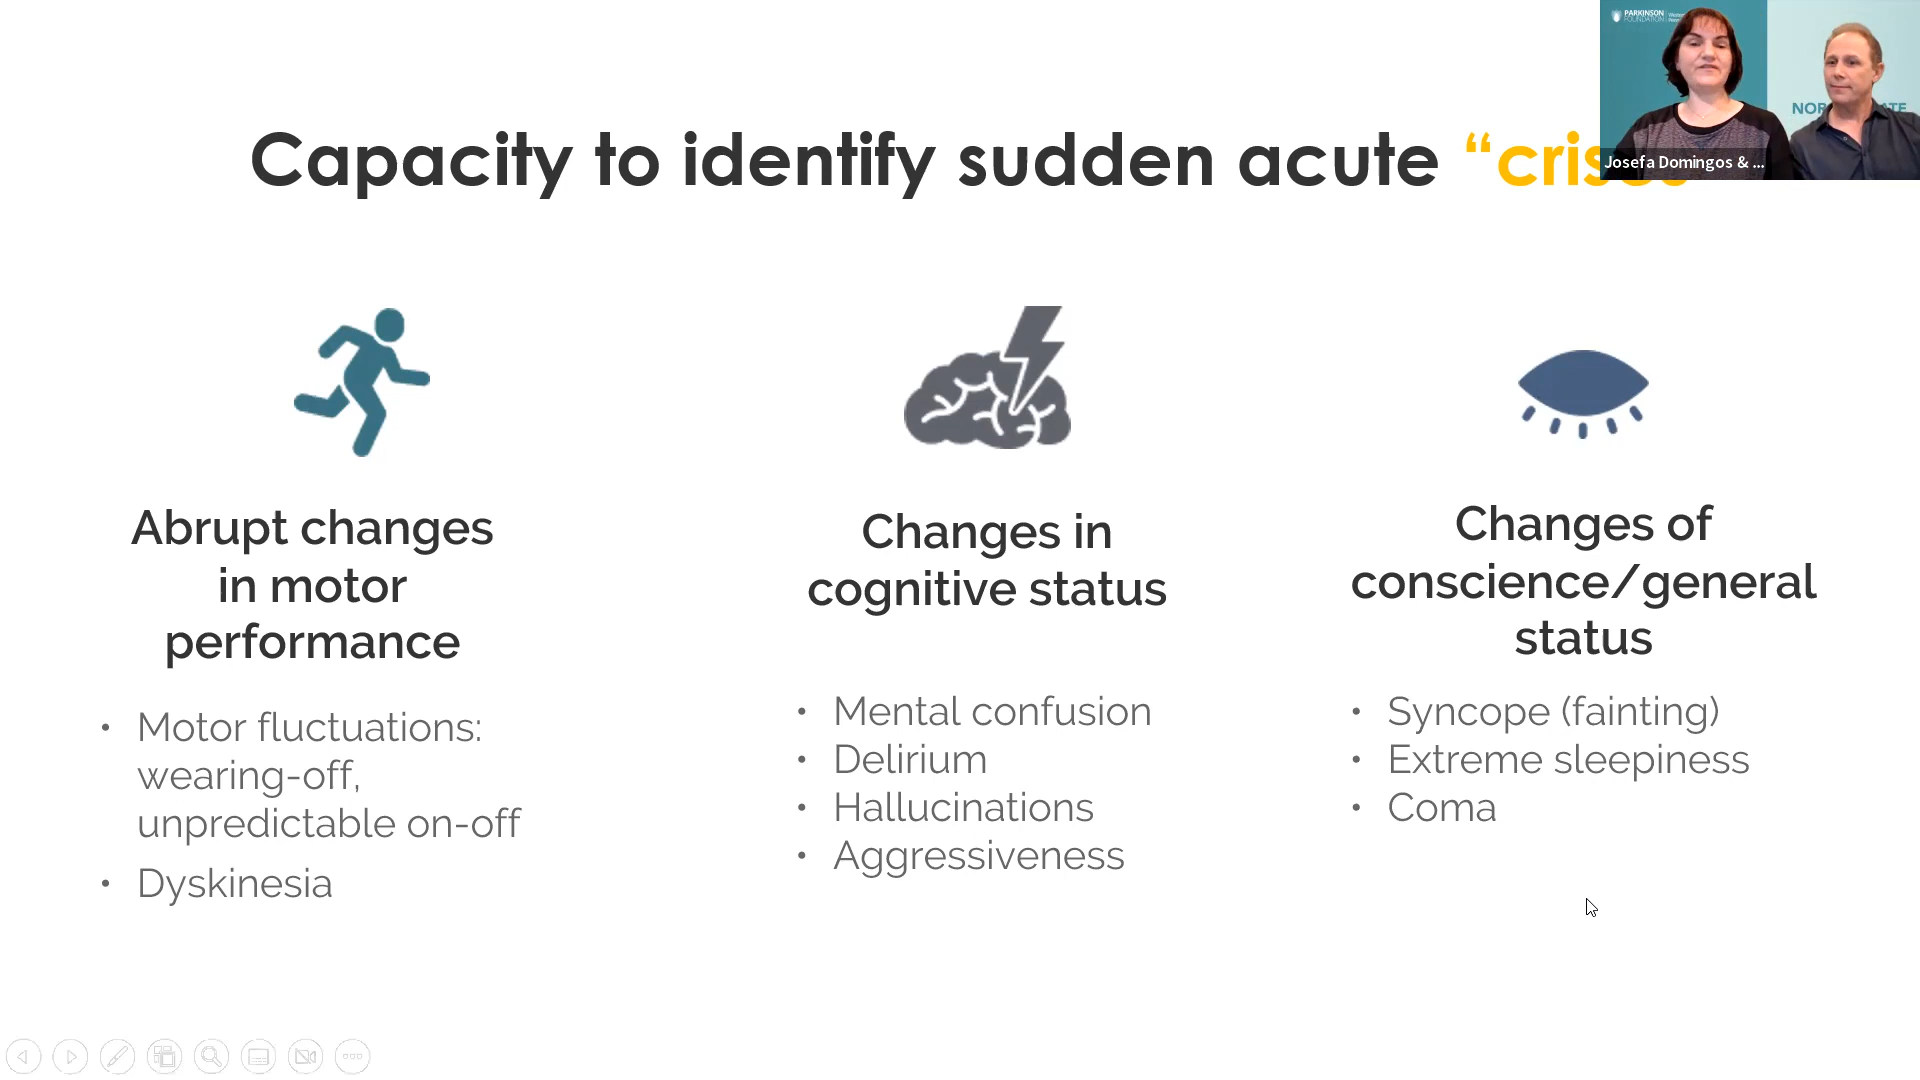 PARKINSON
FOUNDATION
Capacity to identify sudden acute “cris
Josefa Domingos & ...
Abrupt changes
in motor
performance
• Motor fluctuations:
wearing-off,
unpredictable on-off
• Dyskinesia
Changes in
cognitive status
• Mental confusion
• Delirium
• Hallucinations
• Aggressiveness
Changes of
conscience/general
status
• Syncope (fainting)
• Extreme sleepiness
• Coma